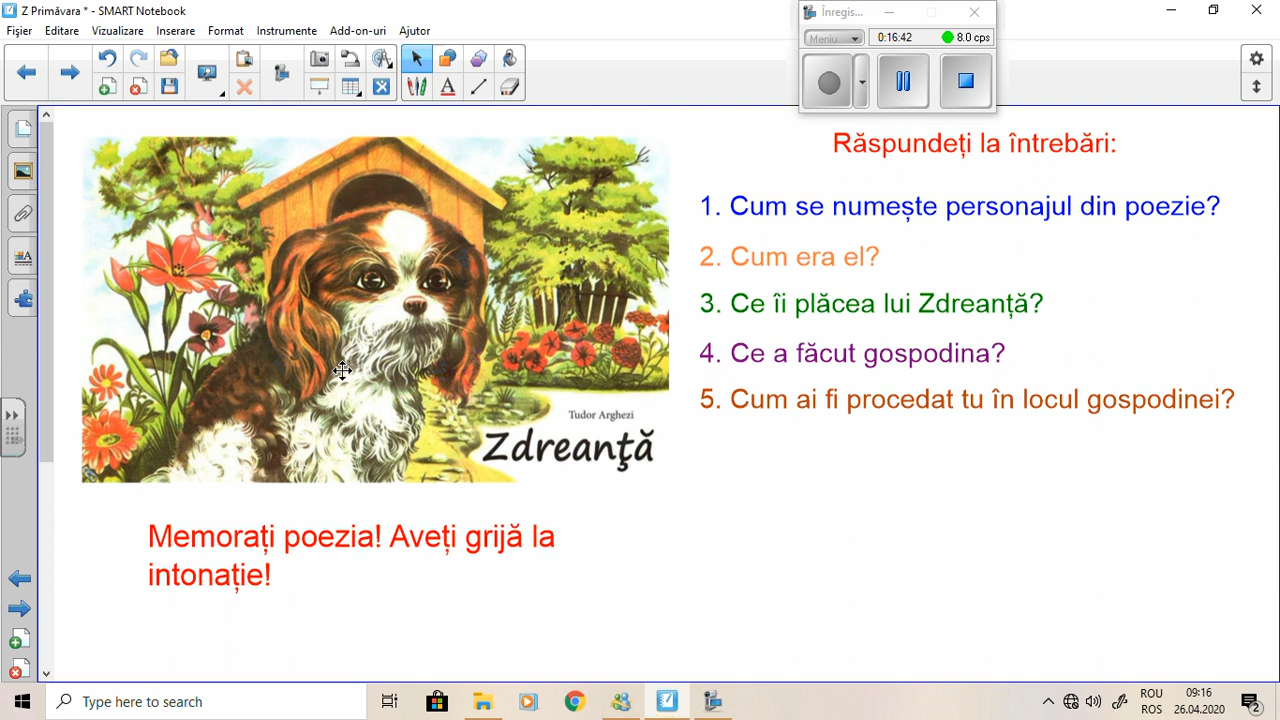 Z Primăvara * - SMART Notebook
Fișier Editare Vizualizare Inserare Format Instrumente Add-on-uri Ajutor
Înregis...
Meniu 0:16:42 8.0 cps
Răspundeți la întrebări:
1. Cum se numește personajul din poezie?
2. Cum era el?
3. Ce îi plăcea lui Zdreanță?
4. Ce a făcut gospodina?
5. Cum ai fi procedat tu în locul gospodinei?
Tudor Arghezi
Zdreanţă
Memorați poezia! Aveți grijă la
intonație!
Type here to search
ROU
ROS
09:16
26.04.2020
2